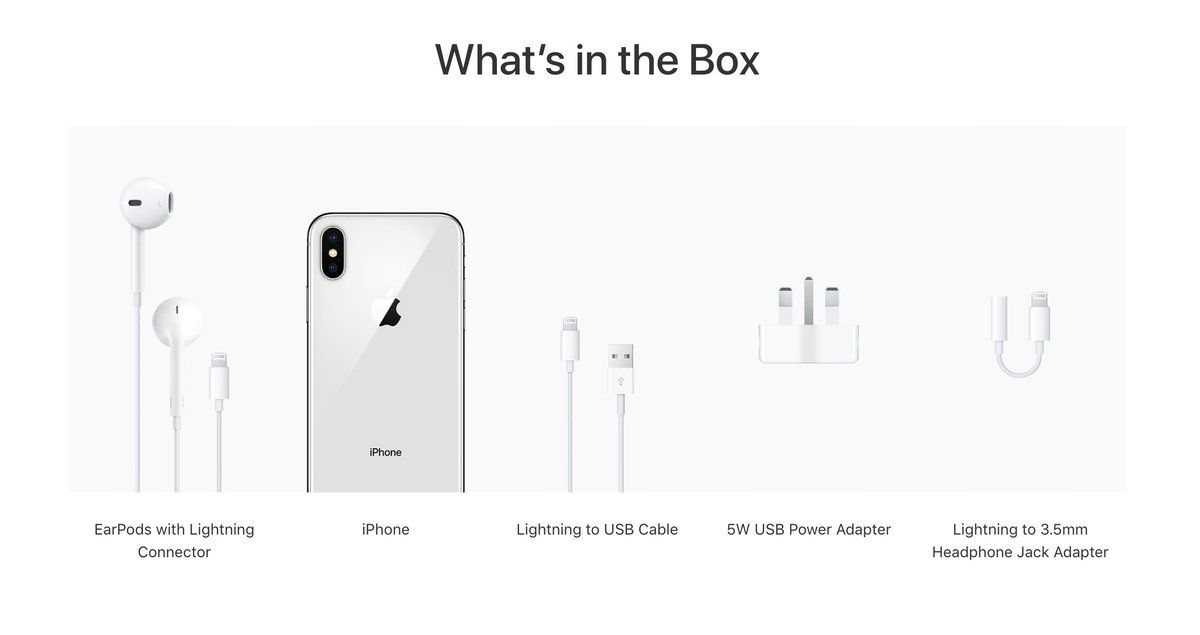 What’s in the Box
L
iPhone
EarPods with Lightning
Connector
iPhone
Lightning to USB Cable
5W USB Power Adapter
Lightning to 3.5mm
Headphone Jack Adapter